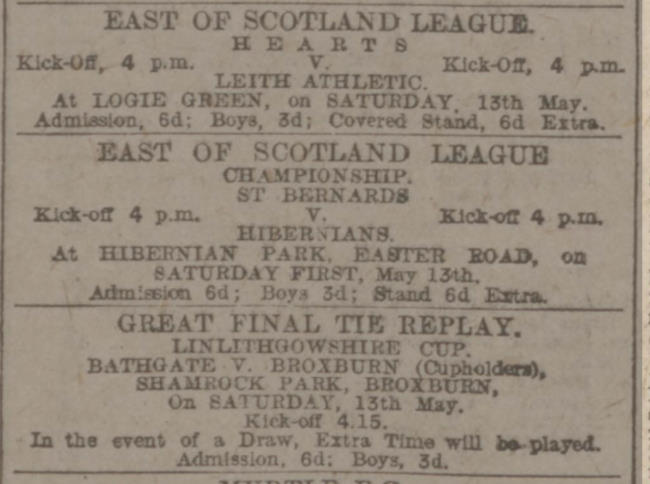 EAST OF SCOTLAND LEAGUE.
HEARTS
Kick-Off, 4 p.m. V. Kick-Off, 4 p.m.
LEITH ATHLETIC.
At LOGIE GREEN, on SATURDAY, 13th May.
Admission, 6d; Boys, 3d; Covered Stand, 6d Extra.
EAST OF SCOTLAND LEAGUE
CHAMPIONSHIP.
ST BERNARDS
Kick-off 4 p.m. V. Kick-off 4 p.m.
HIBERNIANS.
At HIBERNIAN PARK, EASTER ROAD, on
SATURDAY FIRST, May 13th.
Admission 6d; Boys 3d; Stand 6d Extra.
GREAT FINAL TIE REPLAY.
LINLITHGOWSHIRE CUP.
BATHGATE V. BROXBURN (Cupholders),
SHAMROCK PARK, BROXBURN,
On SATURDAY, 13th May.
Kick-off 4.15.
In the event of a Draw, Extra Time will be played.
Admission, 6d; Boys, 3d.